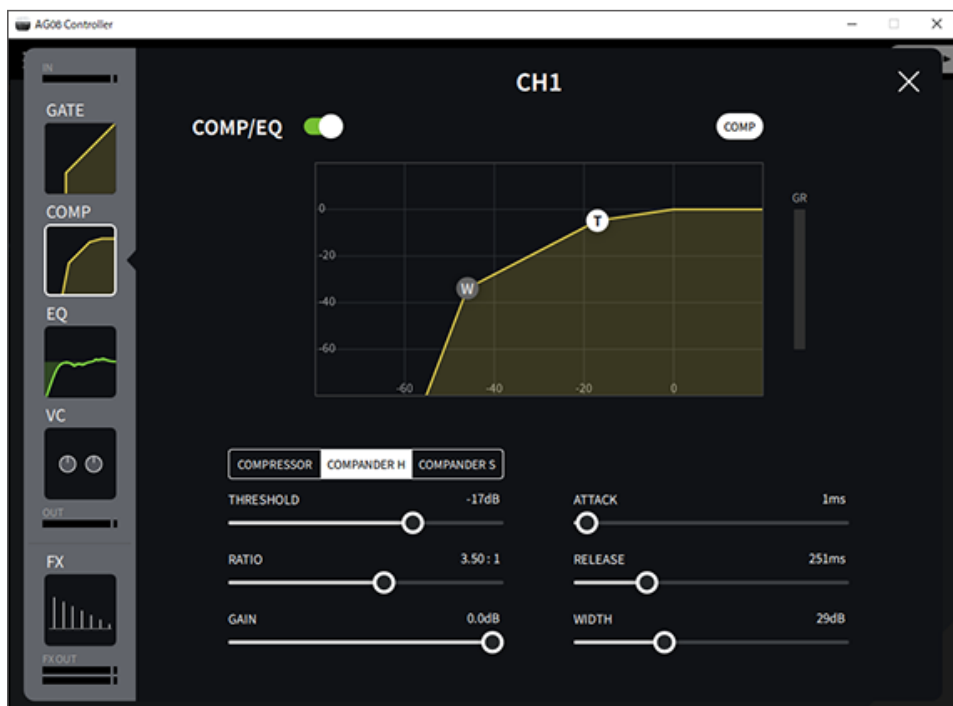 AG08 Controller
IN
GATE
COMP
EQ
VC
OUT
FX
FX OUT
CH1
COMP/EQ
COMP
GR
0
-20
-40
-60
-60
-40
-20
0
W
T
COMPRESSOR COMPANDER H COMPANDER S
THRESHOLD -17dB
RATIO 3.50 : 1
GAIN 0.0dB
ATTACK 1ms
RELEASE 251ms
WIDTH 29dB